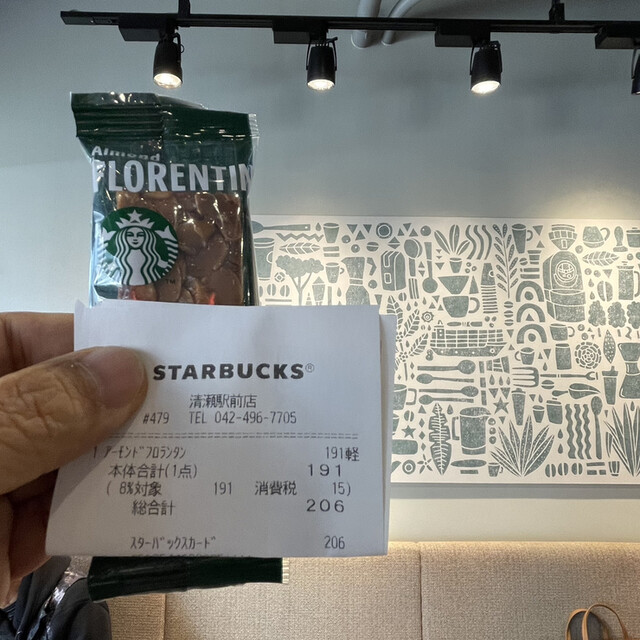 Almond
FLORENTIN
STARBUCKS®
清瀬駅前店
#479 TEL 042-496-7705
1 アーモンドフロランタン 191軽
本体合計(1点) 191
( 8%対象 191 消費税 15)
総合計 206
スターバックスカード 206